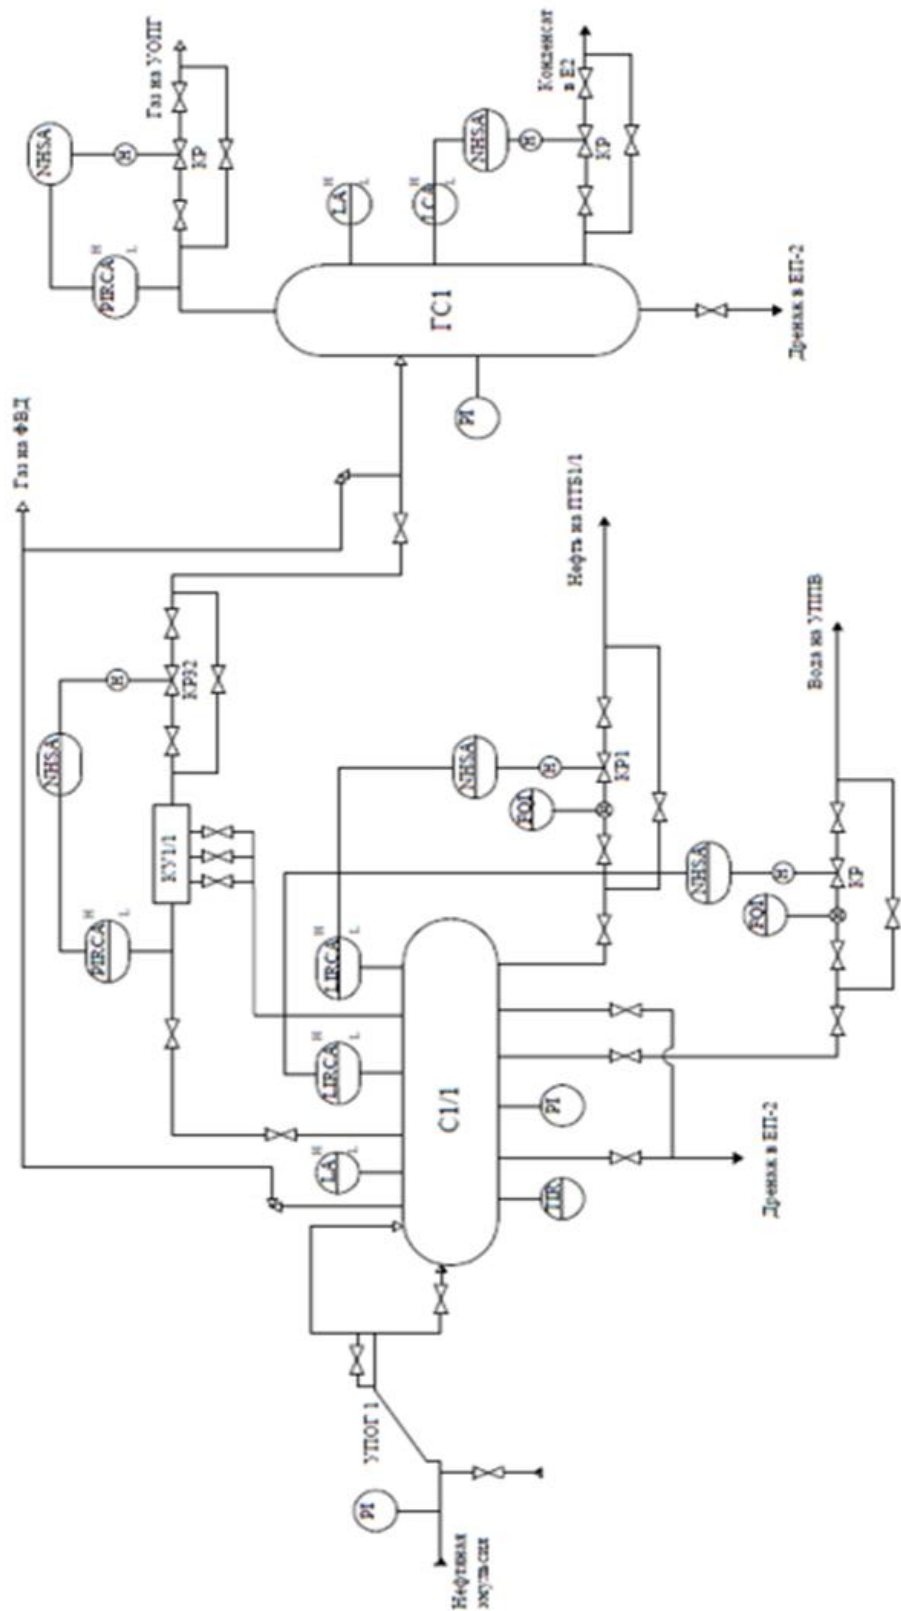 Газ на ФВД
Газ на УОПГ
NHSA
PIRCA
H
L
H
КР
Конденсат
в Е2
LA
H
L
LCA
H
L
NHSA
H
КР
ГС1
PI
Дренаж в ЕП-2
NHSA
H
КР32
PIRCA
H
L
КУ1/1
Нефть на ПТБ1/1
NHSA
H
КР1
FQI
LIRCA
H
L
LIRCA
H
L
LA
H
L
С1/1
Вода на УППВ
NHSA
H
КР
FQI
PI
TIR
Дренаж в ЕП-2
УПОГ 1
PI
Нефтяная
эмульсия